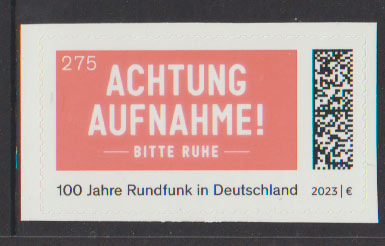 275
ACHTUNG
AUFNAHME!
BITTE RUHE
100 Jahre Rundfunk in Deutschland 2023 | €